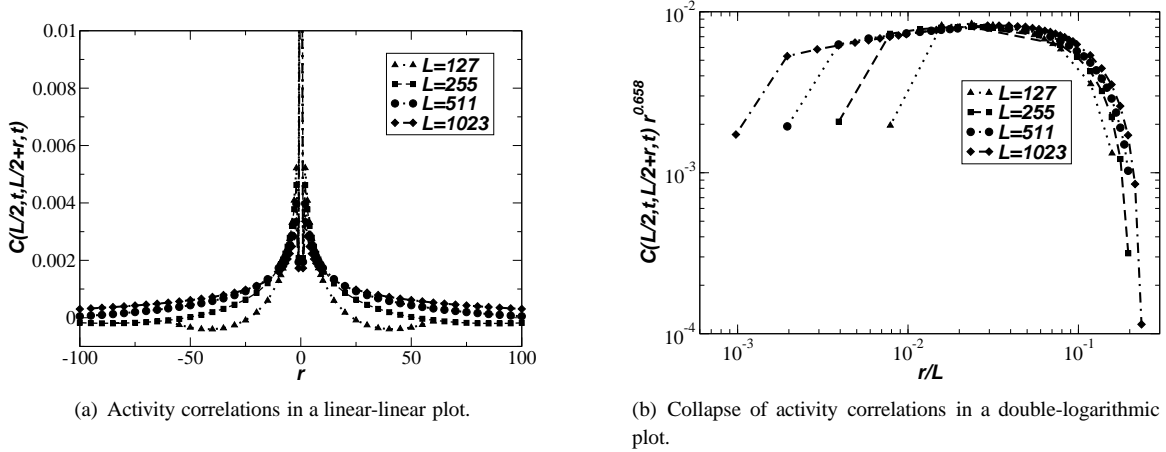 0.01
0.008
0.006
0.004
0.002
0
C(L/2,t,L/2+r,t)
L=127
L=255
L=511
L=1023
-100
-50
0
50
100
r
(a) Activity correlations in a linear-linear plot.
10^-2
10^-3
10^-4
C(L/2,t,L/2+r,t) r^0.658
L=127
L=255
L=511
L=1023
10^-3
10^-2
10^-1
r/L
(b) Collapse of activity correlations in a double-logarithmic
plot.